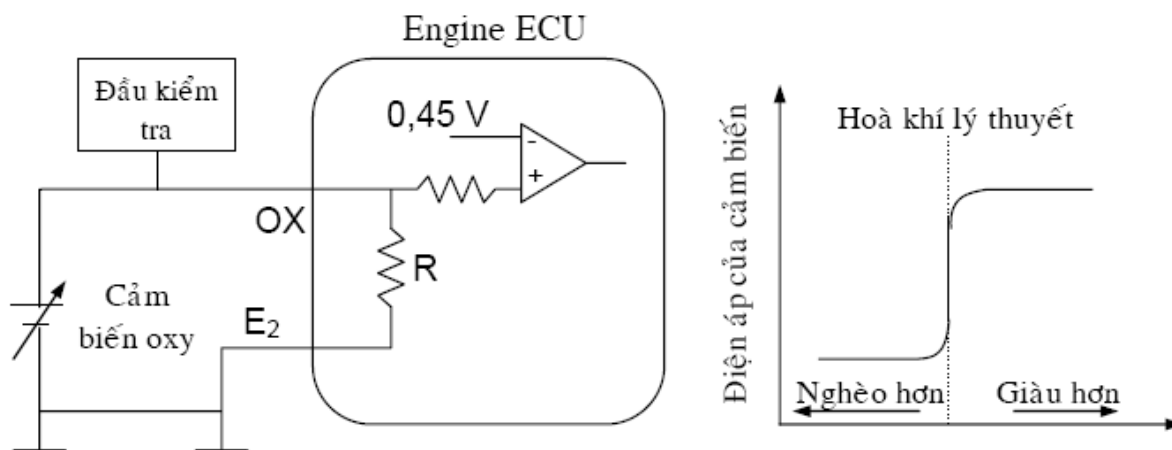 Engine ECU
Đầu kiểm
tra
0,45 V
-
+
OX
R
Cảm
biến oxy
E2
Điện áp của cảm biến
Hoà khí lý thuyết
Nghèo hơn
Giàu hơn